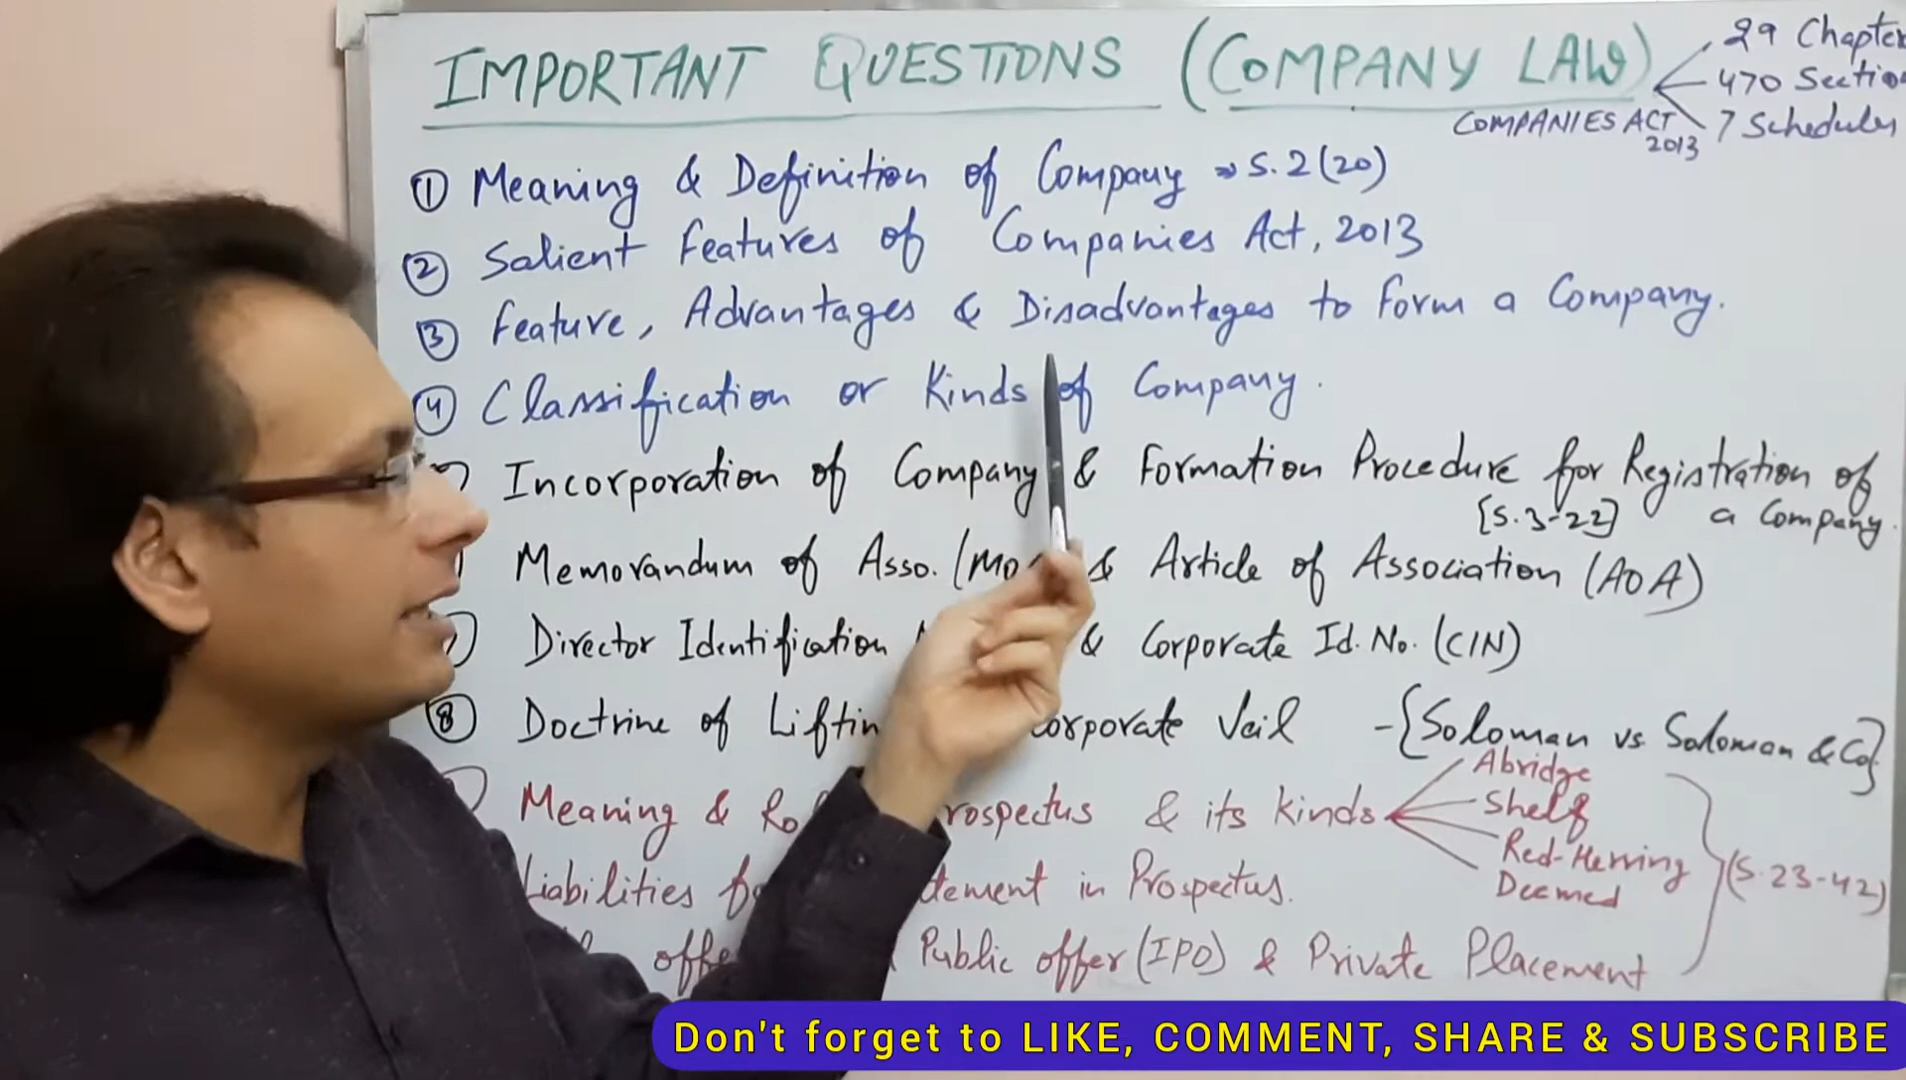 IMPORTANT QUESTIONS (COMPANY LAW)
29 Chapter
470 Section
7 Schedules
COMPANIES ACT
2013
① Meaning & Definition of Company → S.2(20)
② Salient Features of Companies Act, 2013
③ Feature, Advantages & Disadvantages to form a Company.
④ Classification or Kinds of Company.
Incorporation of Company & Formation Procedure for Registration of
[S.3-22] a Company.
Memorandum of Asso. (Mo & Article of Association (AOA)
Director Identification & Corporate Id. No. (CIN)
⑧ Doctrine of Liftin orporate Veil - {Soloman vs Soloman & Co}
Meaning & Ro rospectus & its Kinds
Abridge
Shelf
Red-Herring
Deemed
(S.23-42)
Liabilities fo tement in Prospectus.
offe Public offer (IPO) & Private Placement
Don't forget to LIKE, COMMENT, SHARE & SUBSCRIBE